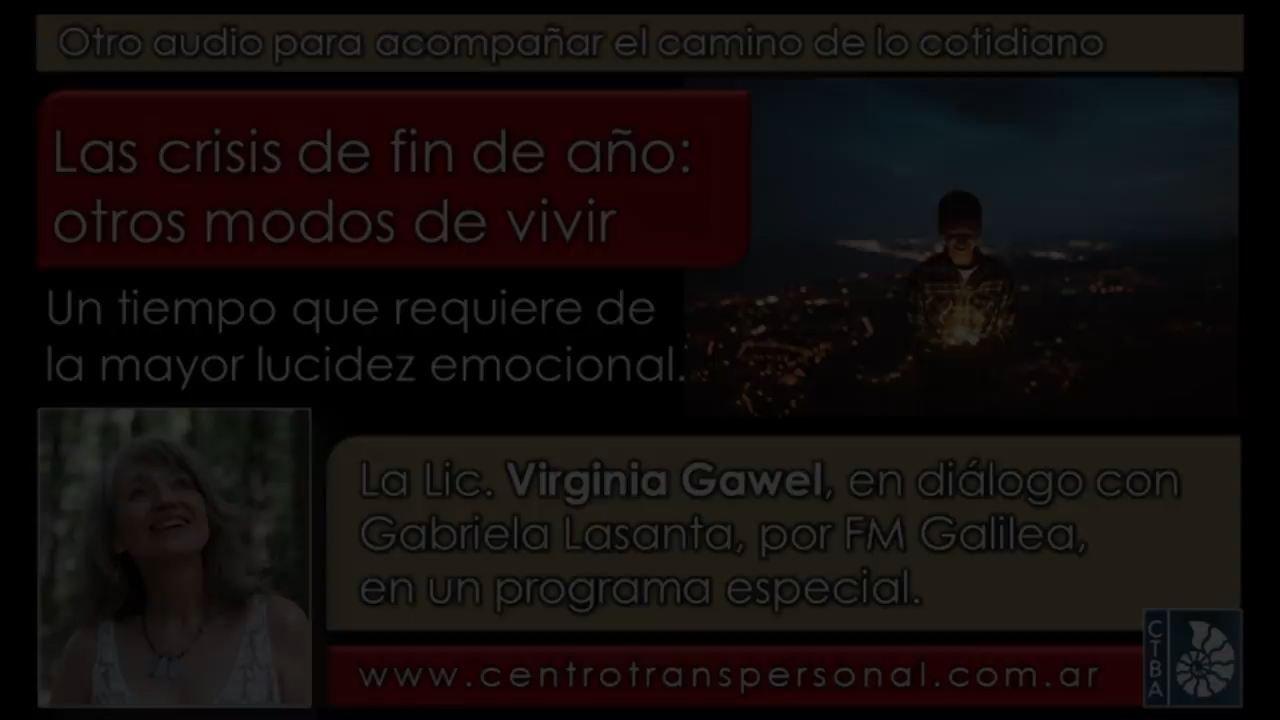 Otro audio para acompañar el camino de lo cotidiano
Las crisis de fin de año:
otros modos de vivir
Un tiempo que requiere de
la mayor lucidez emocional.
La Lic. Virginia Gawel, en diálogo con
Gabriela Lasanta, por FM Galilea,
en un programa especial.
www.centrotranspersonal.com.ar
CTBA